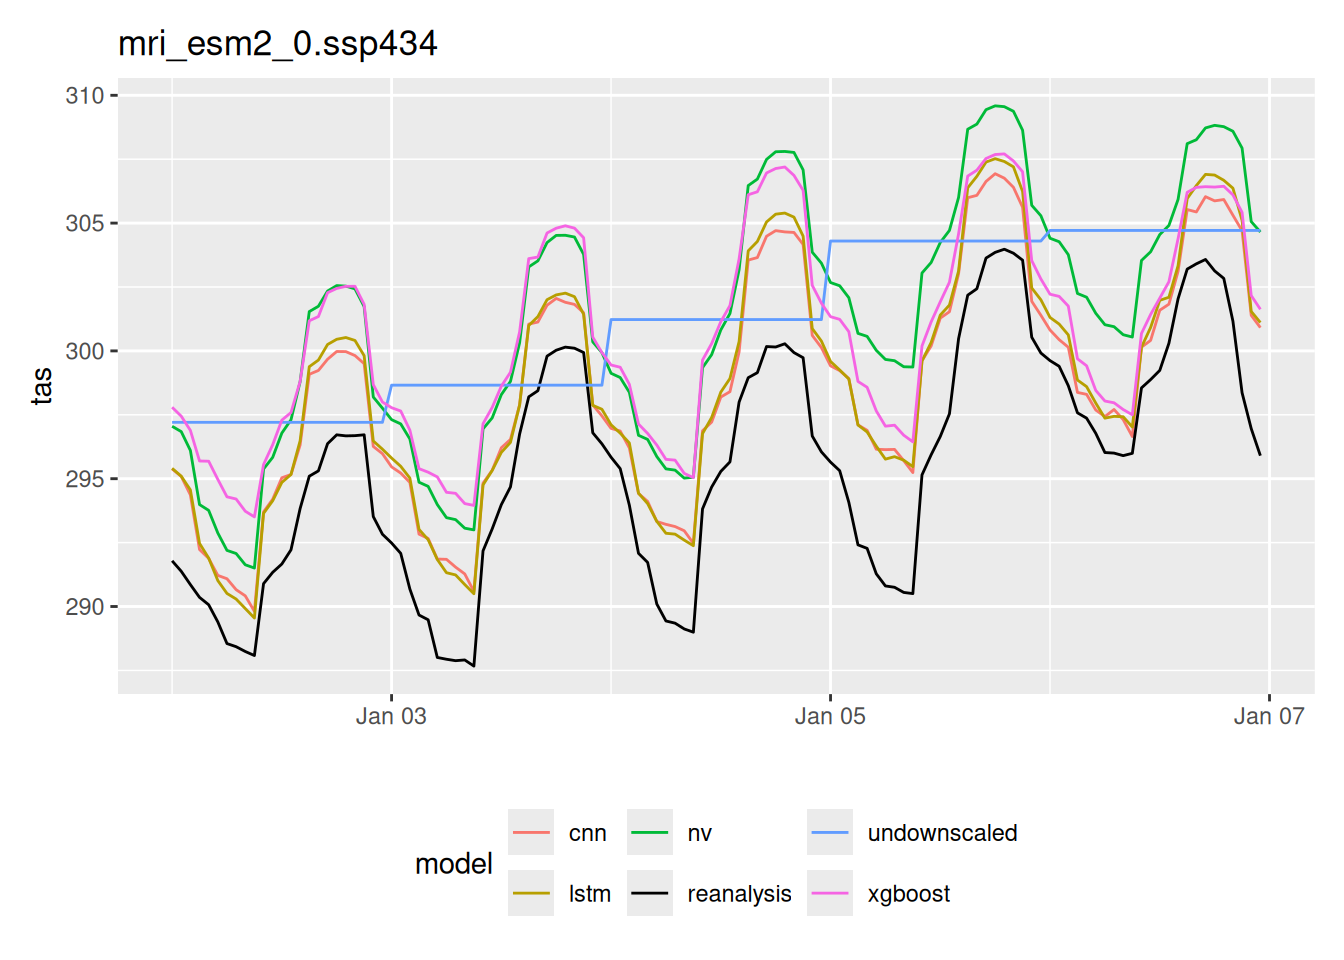 mri_esm2_0.ssp434
310
305
300
295
290
tas
Jan 03 Jan 05 Jan 07
model
cnn nv undownscaled
lstm reanalysis xgboost